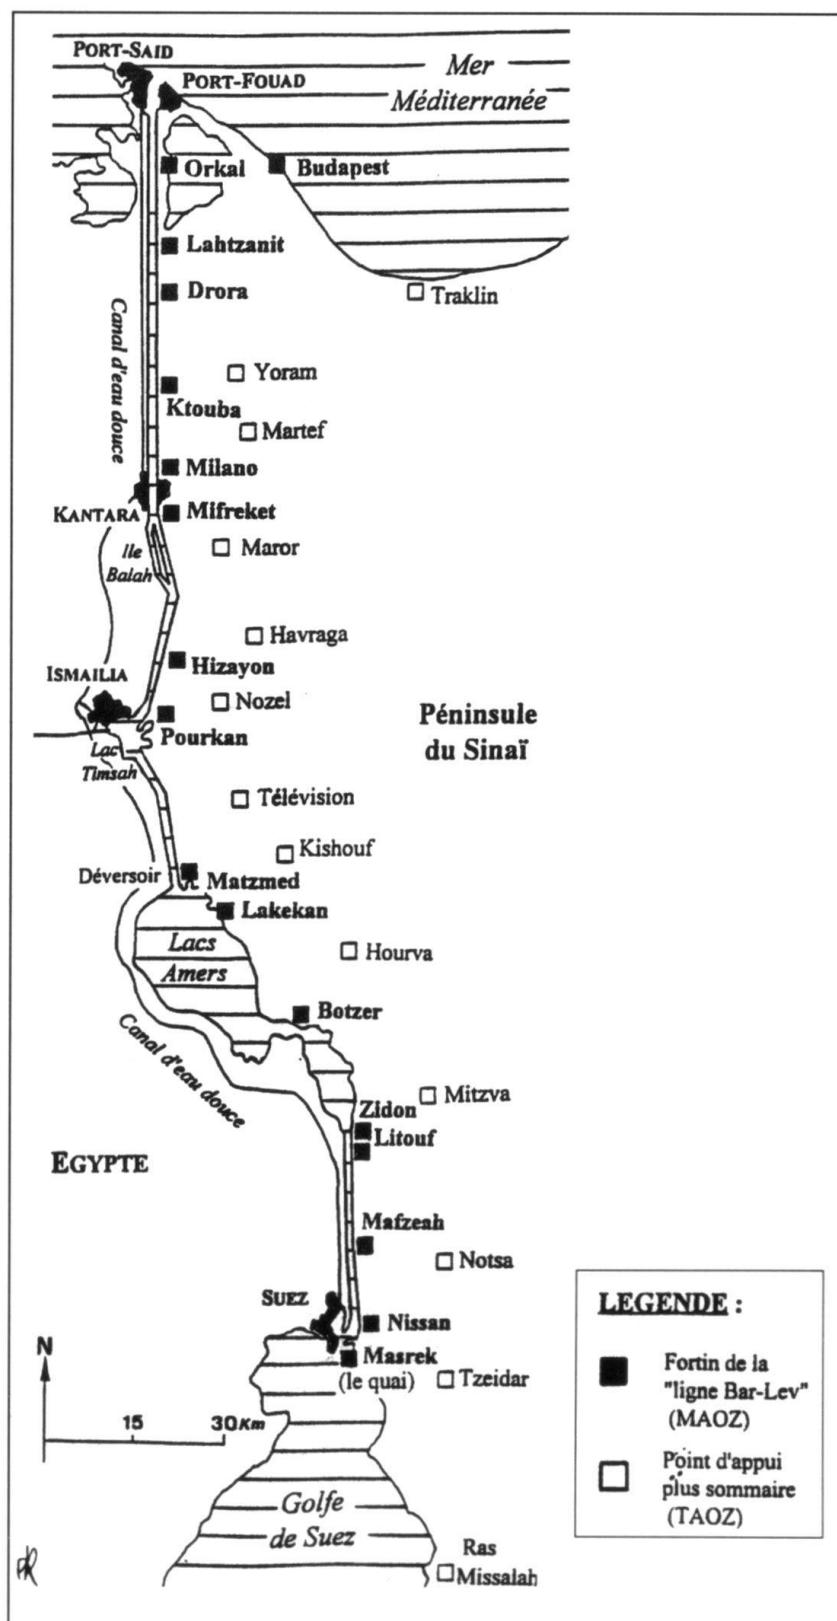 PORT-SAID
PORT-FOUAD
Mer
Méditerranée
Orkal
Budapest
Lahtzanit
Drora
Traklin
Canal d'eau douce
Yoram
Ktouba
Martef
Milano
KANTARA
Mifreket
Ile
Balah
Maror
Havraga
ISMAILIA
Hizayon
Nozel
Pourkan
Péninsule
du Sinaï
Lac
Timsah
Télévision
Kishouf
Déversoir
Matzmed
Lakekan
Lacs
Amers
Hourva
Botzer
Canal d'eau douce
Mitzva
Zidon
Litouf
EGYPTE
Mafzeah
Notsa
SUEZ
Nissan
Masrek
(le quai)
Tzeidar
N
15
30 Km
Golfe
de Suez
Ras
Missalah
LEGENDE :
Fortin de la
"ligne Bar-Lev"
(MAOZ)
Point d'appui
plus sommaire
(TAOZ)